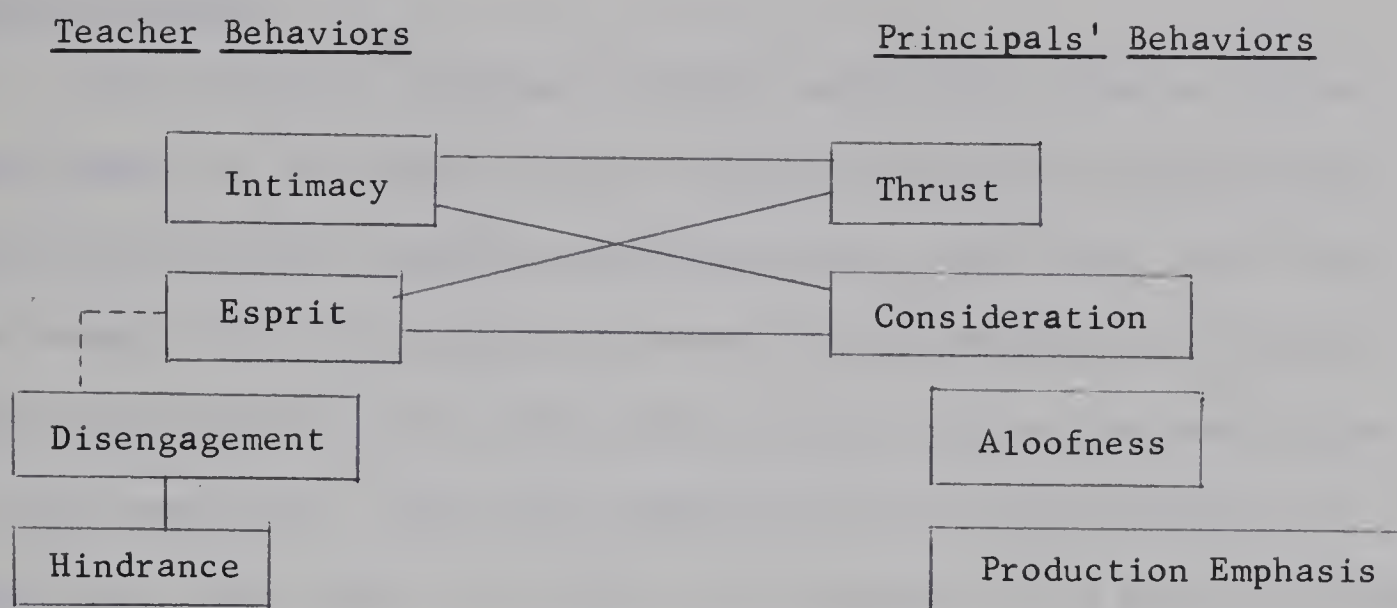 Teacher Behaviors
Principals' Behaviors
Intimacy
Thrust
Esprit
Consideration
Disengagement
Aloofness
Hindrance
Production Emphasis